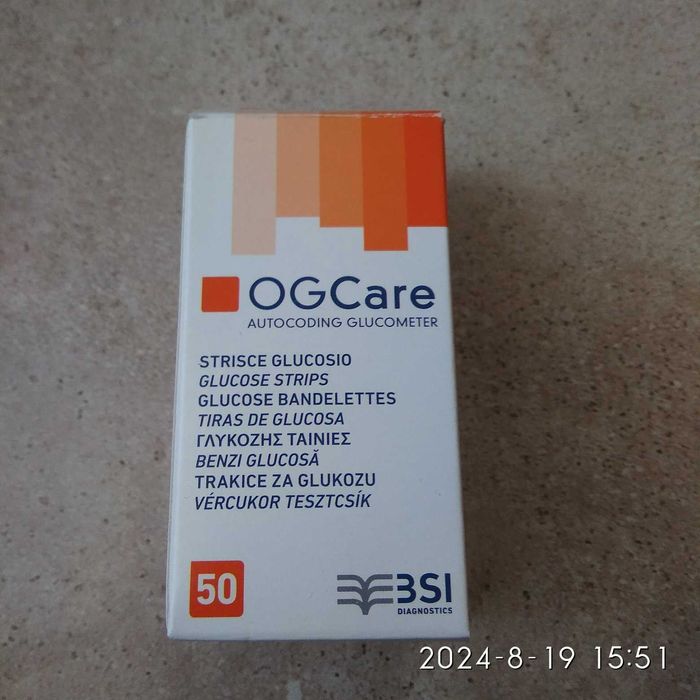 OGCare
AUTOCODING GLUCOMETER
STRISCE GLUCOSIO
GLUCOSE STRIPS
GLUCOSE BANDELETTES
TIRAS DE GLUCOSA
ΓΛΥΚΟΖΗΣ ΤΑΙΝΙΕΣ
BENZI GLUCOSĂ
TRAKICE ZA GLUKOZU
VÉRCUKOR TESZTCSÍK
50
BSI
DIAGNOSTICS
2024-8-19 15:51